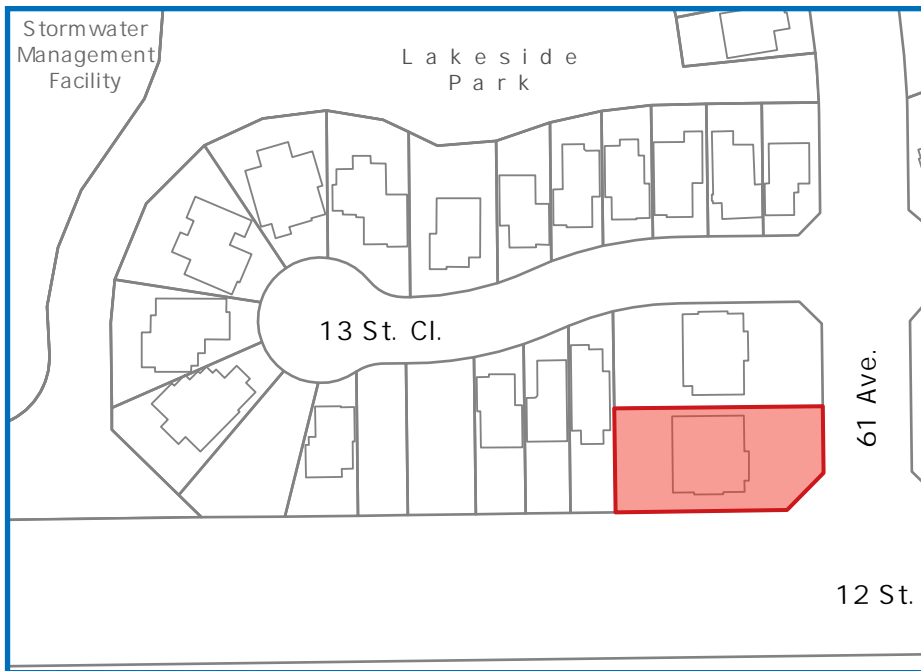 Stormwater
Management
Facility
Lakeside
Park
13 St. Cl.
61 Ave.
12 St.